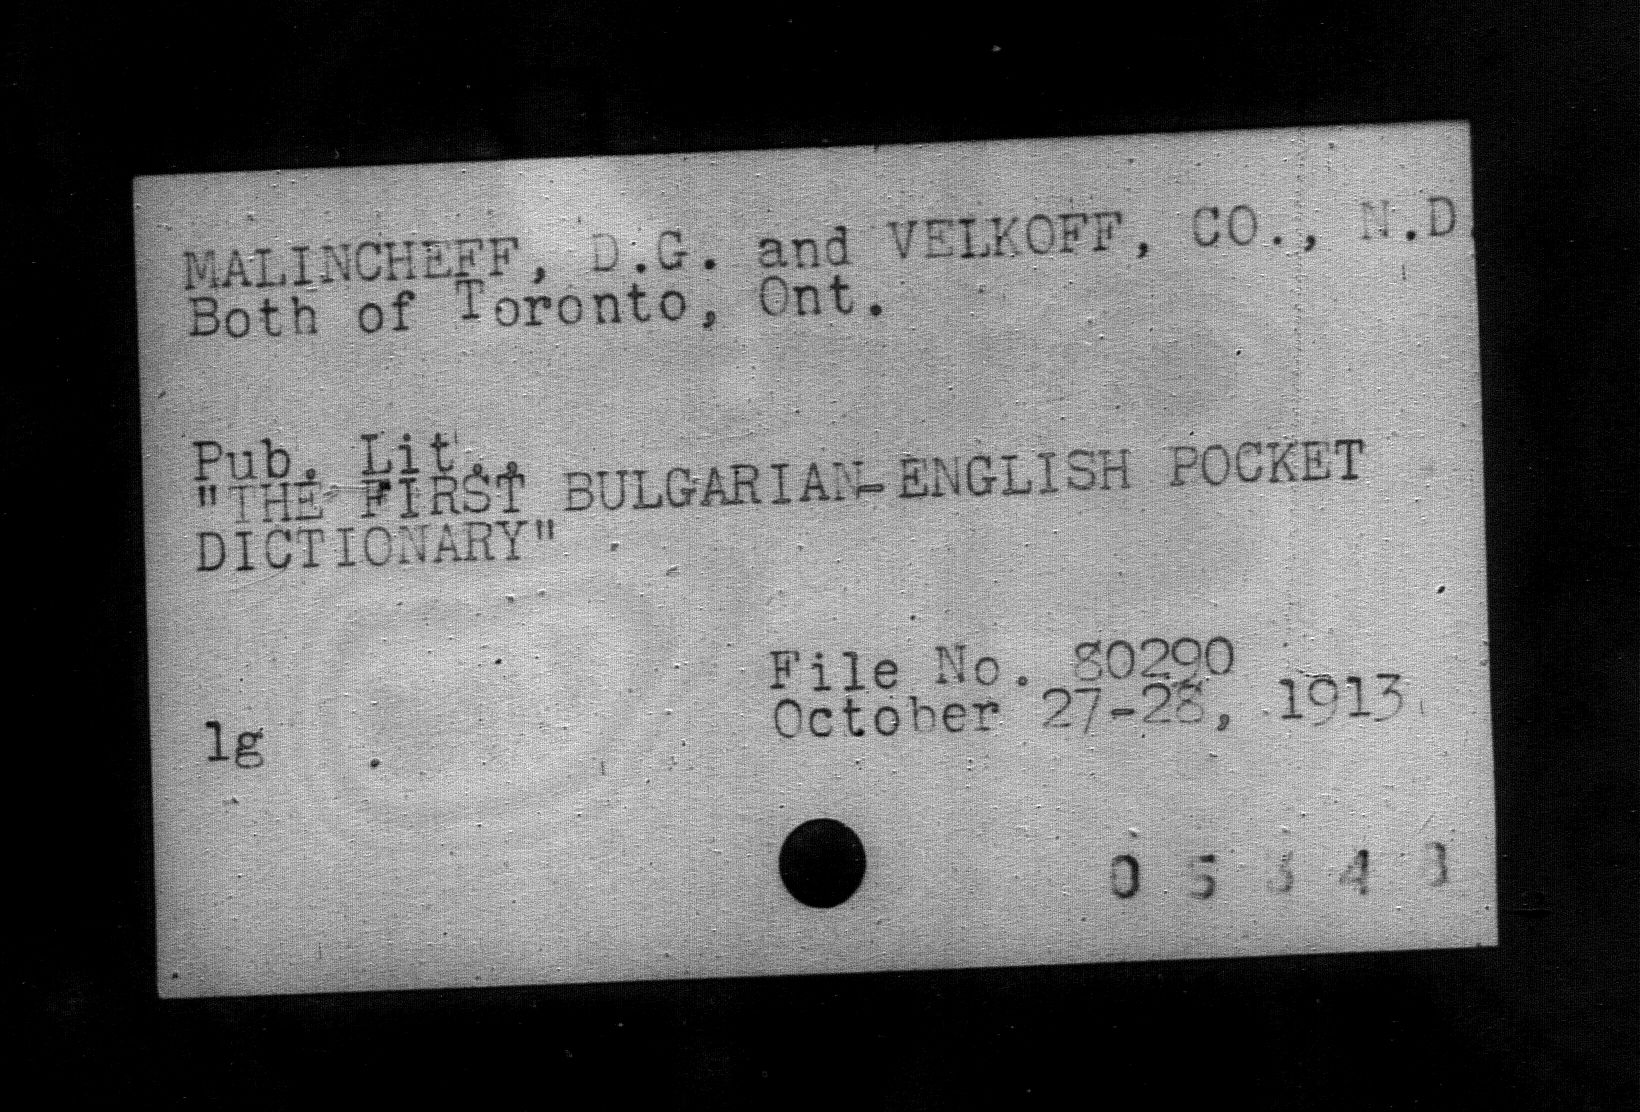 MALINCHEFF, D.G. and VELKOFF, CO., N.D.
Both of Toronto, Ont.
Pub. Lit..
"THE FIRST BULGARIAN-ENGLISH POCKET
DICTIONARY"
File No. 80290
October 27-28, 1913
lg